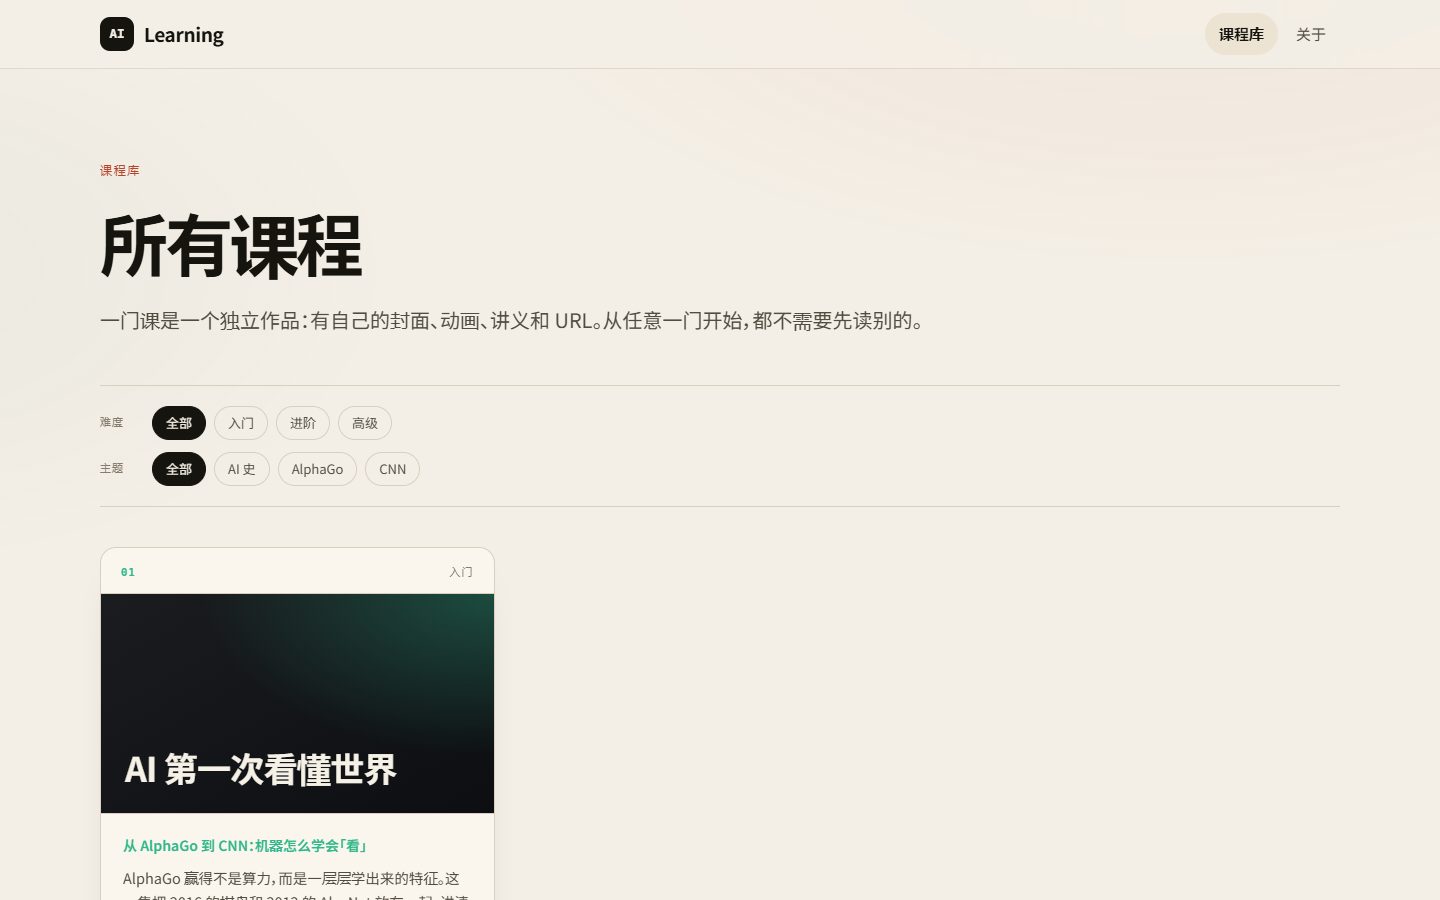 AI Learning 课程库 关于
课程库
所有课程
一门课是一个独立作品：有自己的封面、动画、讲义和 URL。从任意一门开始，都不需要先读别的。
难度 全部 入门 进阶 高级
主题 全部 AI 史 AlphaGo CNN
01 入门
AI 第一次看懂世界
从 AlphaGo 到 CNN：机器怎么学会「看」
AlphaGo 赢得不是算力，而是一层层学出来的特征。这